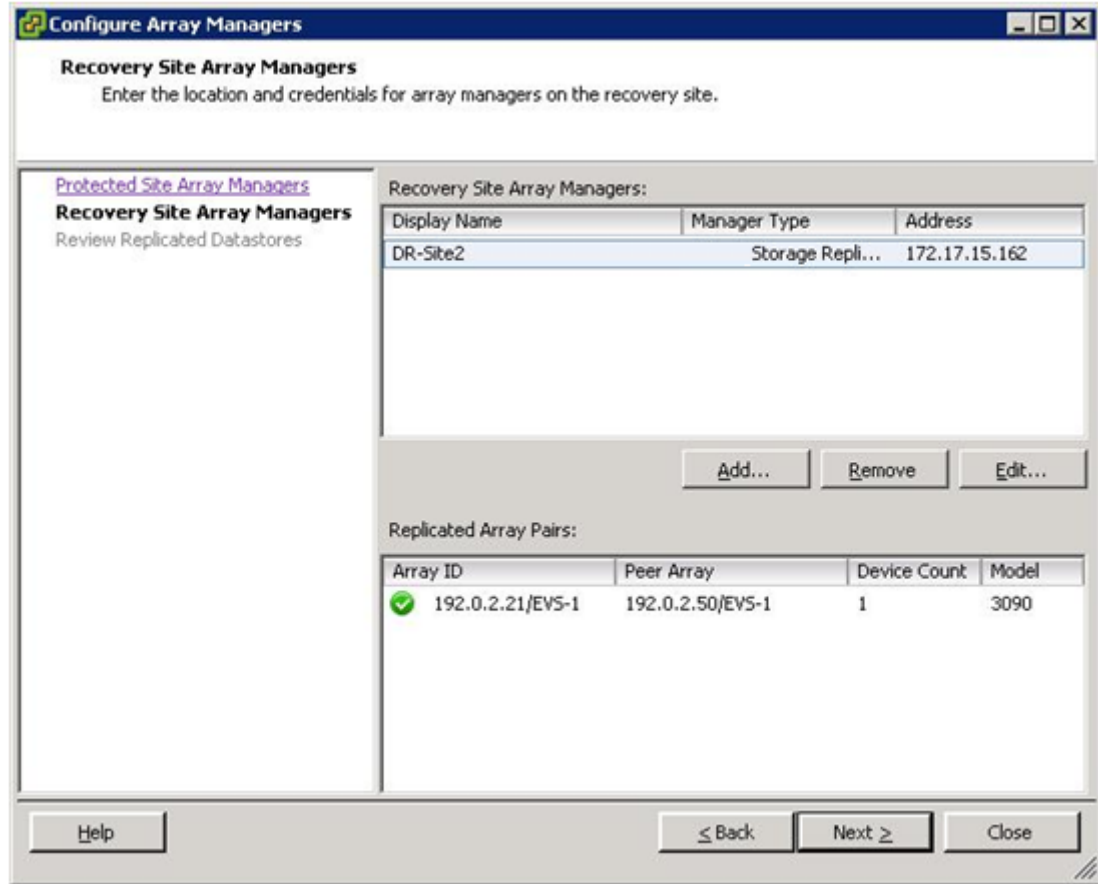 Configure Array Managers
Recovery Site Array Managers
Enter the location and credentials for array managers on the recovery site.
Protected Site Array Managers
Recovery Site Array Managers
Review Replicated Datastores
Recovery Site Array Managers:
Display Name Manager Type Address
DR-Site2 Storage Repli... 172.17.15.162
Add... Remove Edit...
Replicated Array Pairs:
Array ID Peer Array Device Count Model
192.0.2.21/EVS-1 192.0.2.50/EVS-1 1 3090
Help < Back Next > Close